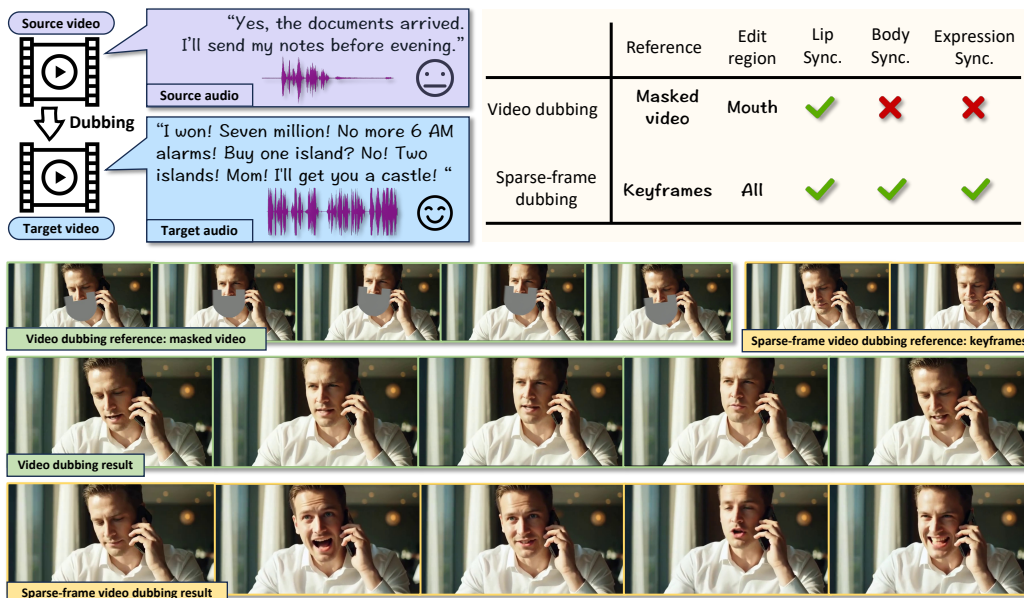 Source video
"Yes, the documents arrived.
I'll send my notes before evening."
Source audio
Dubbing
"I won! Seven million! No more 6 AM
alarms! Buy one island? No! Two
islands! Mom! I'll get you a castle! "
Target video
Target audio
Reference
Edit
region
Lip
Sync.
Body
Sync.
Expression
Sync.
Video dubbing
Masked
video
Mouth
Sparse-frame
dubbing
Keyframes
All
Video dubbing reference: masked video
Sparse-frame video dubbing reference: keyframes
Video dubbing result
Sparse-frame video dubbing result